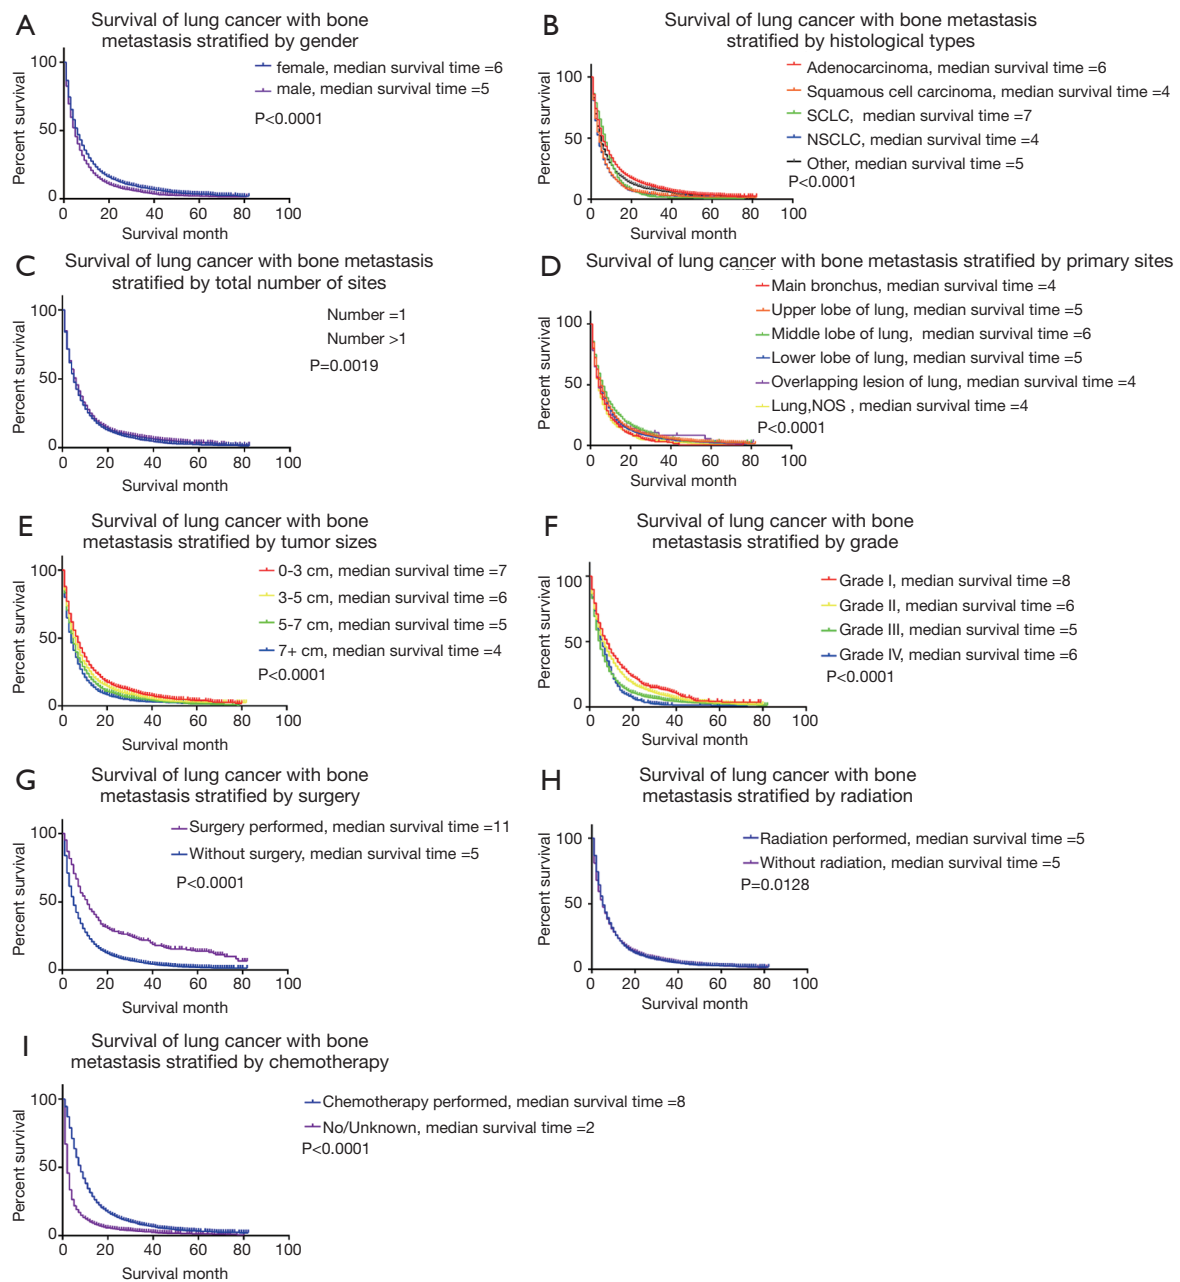 A
Survival of lung cancer with bone
metastasis stratified by gender
Percent survival
100
50
0
0 20 40 60 80 100
Survival month
female, median survival time =6
male, median survival time =5
P<0.0001
B
Survival of lung cancer with bone metastasis
stratified by histological types
Percent survival
100
50
0
0 20 40 60 80 100
Survival month
Adenocarcinoma, median survival time =6
Squamous cell carcinoma, median survival time =4
SCLC, median survival time =7
NSCLC, median survival time =4
Other, median survival time =5
P<0.0001
C
Survival of lung cancer with bone metastasis
stratified by total number of sites
Percent survival
100
50
0
0 20 40 60 80 100
Survival month
Number =1
Number >1
P=0.0019
D
Survival of lung cancer with bone metastasis stratified by primary sites
Percent survival
100
50
0
0 20 40 60 80 100
Survival month
Main bronchus, median survival time =4
Upper lobe of lung, median survival time =5
Middle lobe of lung, median survival time =6
Lower lobe of lung, median survival time =5
Overlapping lesion of lung, median survival time =4
Lung,NOS , median survival time =4
P<0.0001
E
Survival of lung cancer with bone
metastasis stratified by tumor sizes
Percent survival
100
50
0
0 20 40 60 80 100
Survival month
0-3 cm, median survival time =7
3-5 cm, median survival time =6
5-7 cm, median survival time =5
7+ cm, median survival time =4
P<0.0001
F
Survival of lung cancer with bone
metastasis stratified by grade
Percent survival
100
50
0
0 20 40 60 80 100
Survival month
Grade I, median survival time =8
Grade II, median survival time =6
Grade III, median survival time =5
Grade IV, median survival time =6
P<0.0001
G
Survival of lung cancer with bone
metastasis stratified by surgery
Percent survival
100
50
0
0 20 40 60 80 100
Survival month
Surgery performed, median survival time =11
Without surgery, median survival time =5
P<0.0001
H
Survival of lung cancer with bone
metastasis stratified by radiation
Percent survival
100
50
0
0 20 40 60 80 100
Survival month
Radiation performed, median survival time =5
Without radiation, median survival time =5
P=0.0128
I
Survival of lung cancer with bone
metastasis stratified by chemotherapy
Percent survival
100
50
0
0 20 40 60 80 100
Survival month
Chemotherapy performed, median survival time =8
No/Unknown, median survival time =2
P<0.0001